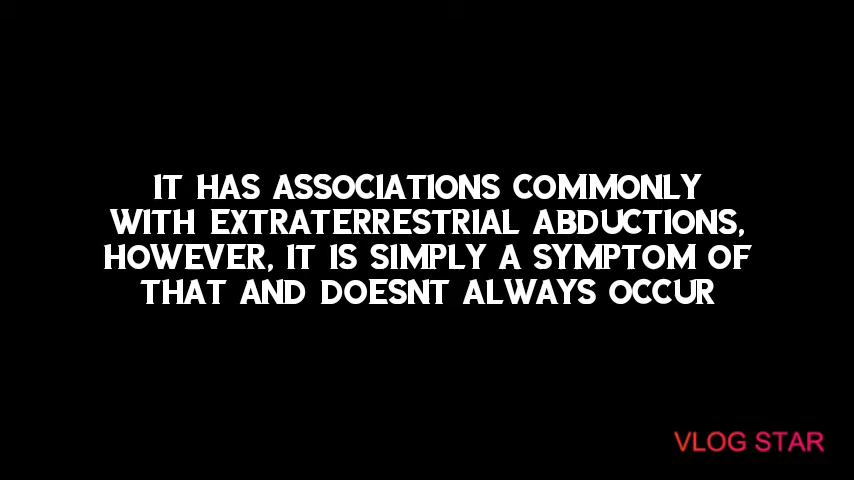 IT HAS ASSOCIATIONS COMMONLY
WITH EXTRATERRESTRIAL ABDUCTIONS,
HOWEVER, IT IS SIMPLY A SYMPTOM OF
THAT AND DOESNT ALWAYS OCCUR
VLOG STAR